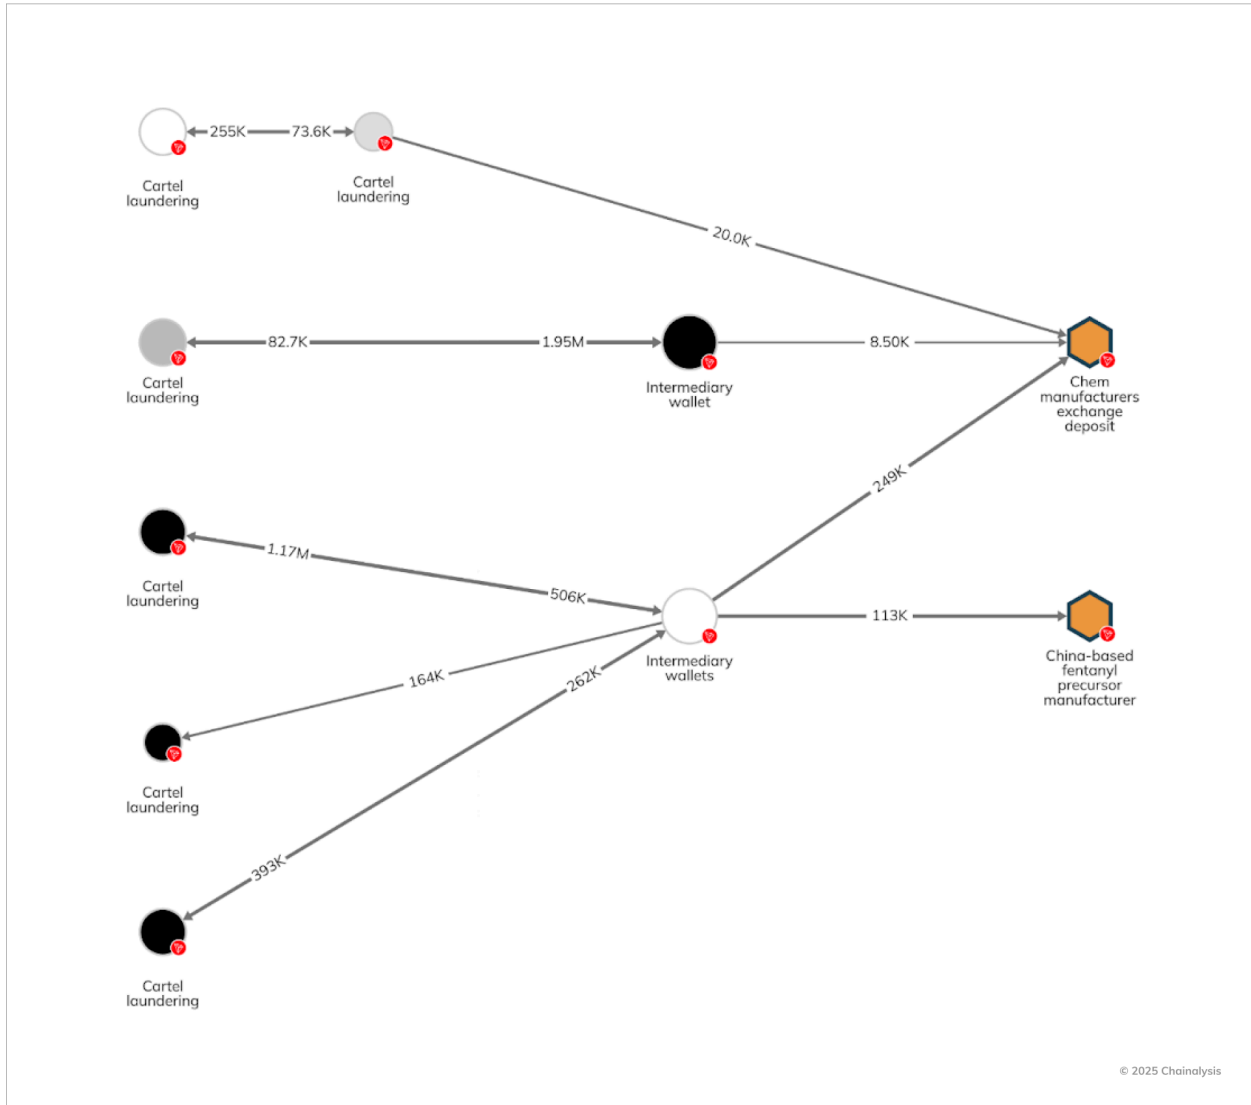 255K
73.6K
Cartel
laundering
Cartel
laundering
20.0K
82.7K
1.95M
8.50K
Cartel
laundering
Intermediary
wallet
Chem
manufacturers
exchange
deposit
249K
1.17M
506K
Cartel
laundering
113K
Intermediary
wallets
China-based
fentanyl
precursor
manufacturer
164K
262K
Cartel
laundering
393K
Cartel
laundering
© 2025 Chainalysis